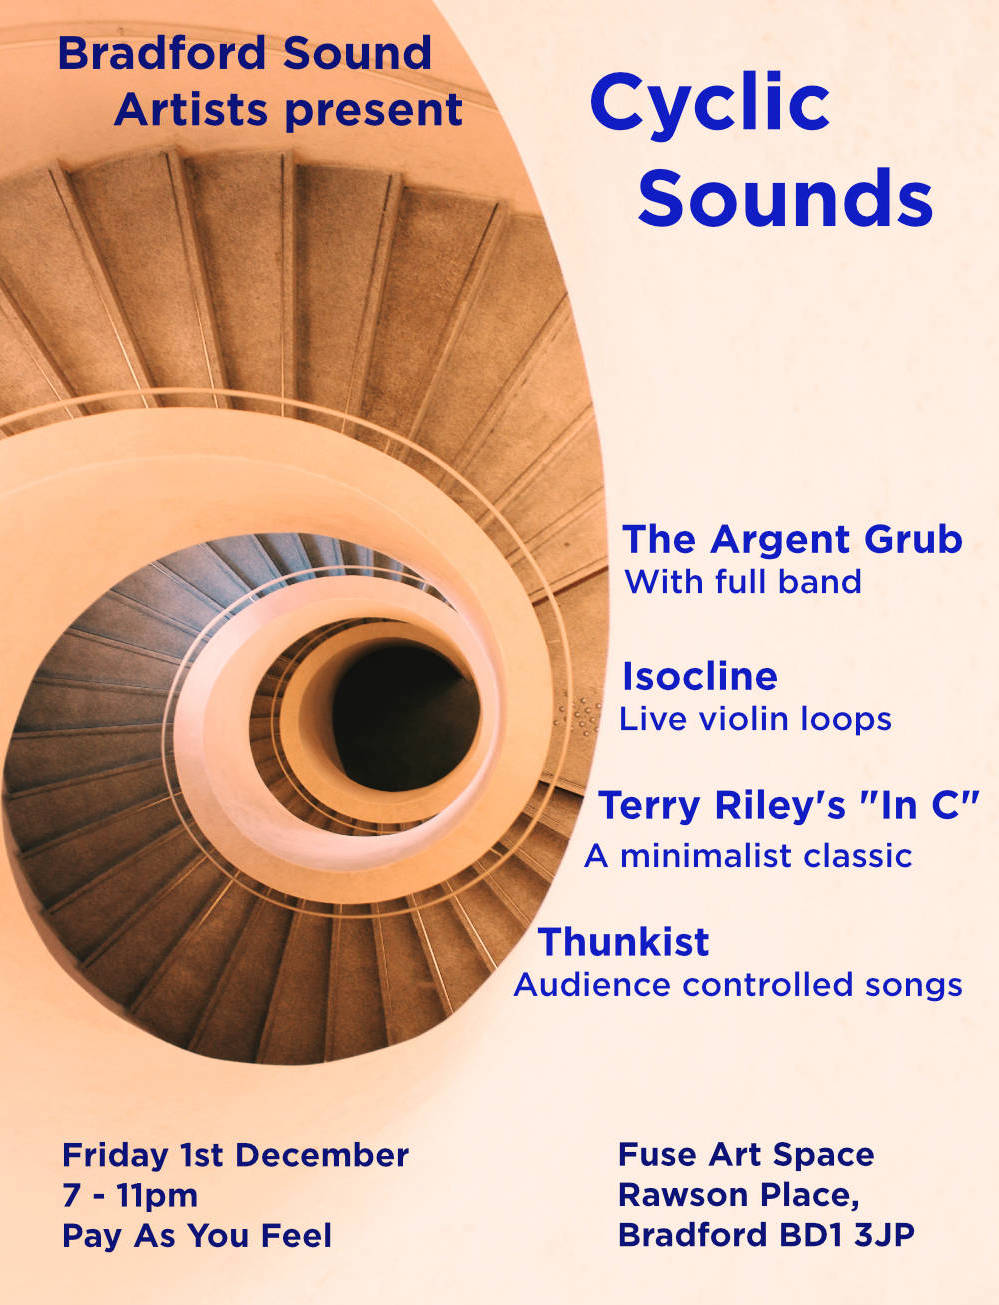 Bradford Sound
Artists present
Cyclic
Sounds
The Argent Grub
With full band
Isocline
Live violin loops
Terry Riley's "In C"
A minimalist classic
Thunkist
Audience controlled songs
Friday 1st December
7 - 11pm
Pay As You Feel
Fuse Art Space
Rawson Place,
Bradford BD1 3JP